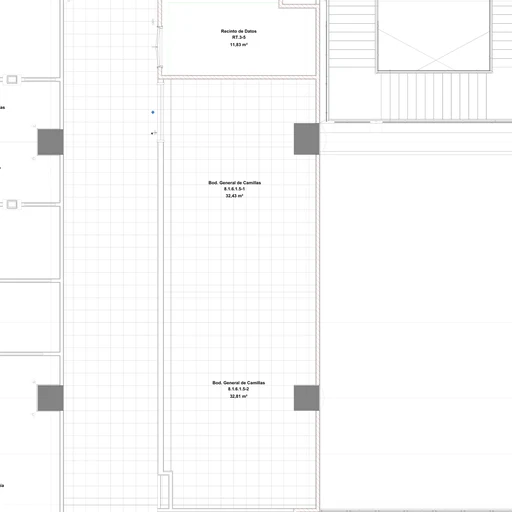 Recinto de Datos
RT.3-5
11,83 m²
Bod. General de Camillas
8.1.6.1.5-1
32,43 m²
Bod. General de Camillas
8.1.6.1.5-2
32,81 m²